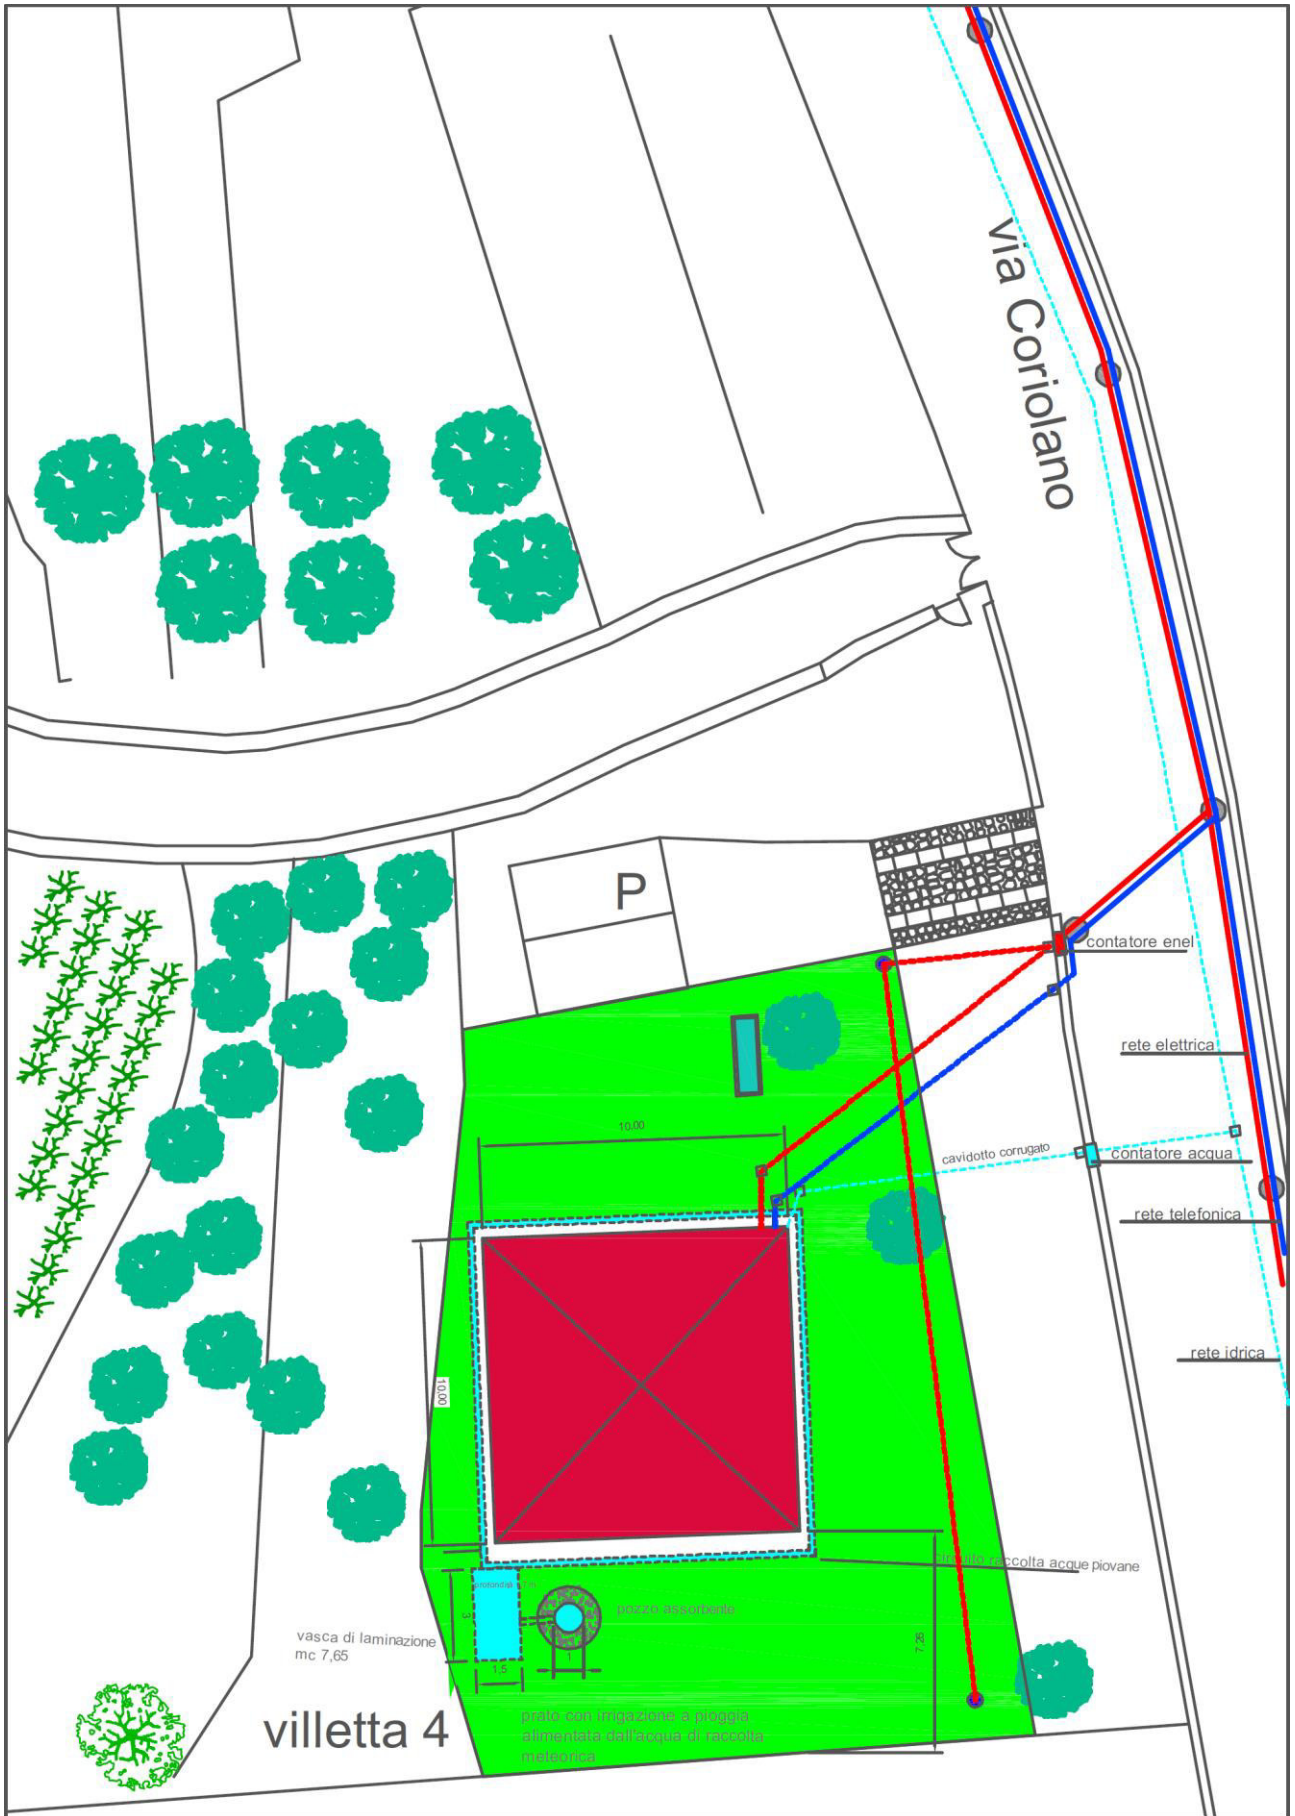 via Coriolano
P
contatore enel
rete elettrica
10,00
cavidotto corrugato
contatore acqua
rete telefonica
rete idrica
10,00
circuito raccolta acque piovane
profondità
3
pozzo assorbente
vasca di laminazione
mc 7,65
7,26
1,5
1
prato con irrigazione a pioggia
alimentata dall'acqua di raccolta
meteorica
villetta 4